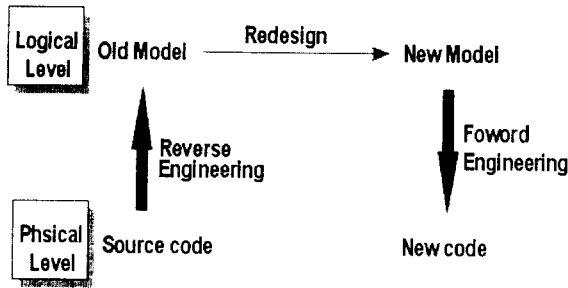 Logical
Level
Old Model
Redesign
New Model
Reverse
Engineering
Foword
Engineering
Phsical
Level
Source code
New code